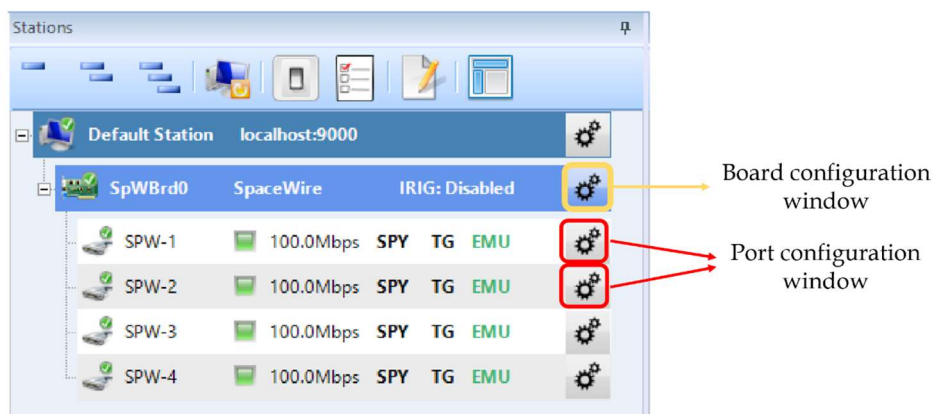 Stations
Default Station localhost:9000
SpWBrd0 SpaceWire IRIG: Disabled
Board configuration
window
SPW-1 100.0Mbps SPY TG EMU
Port configuration
window
SPW-2 100.0Mbps SPY TG EMU
SPW-3 100.0Mbps SPY TG EMU
SPW-4 100.0Mbps SPY TG EMU